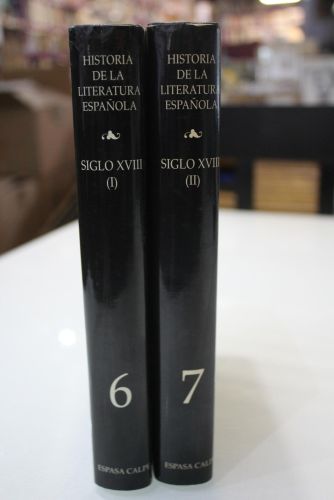 HISTORIA
DE LA
LITERATURA
ESPAÑOLA
SIGLO XVIII
(I)
6
ESPASA CALPE
HISTORIA
DE LA
LITERATURA
ESPAÑOLA
SIGLO XVIII
(II)
7
ESPASA CALPE